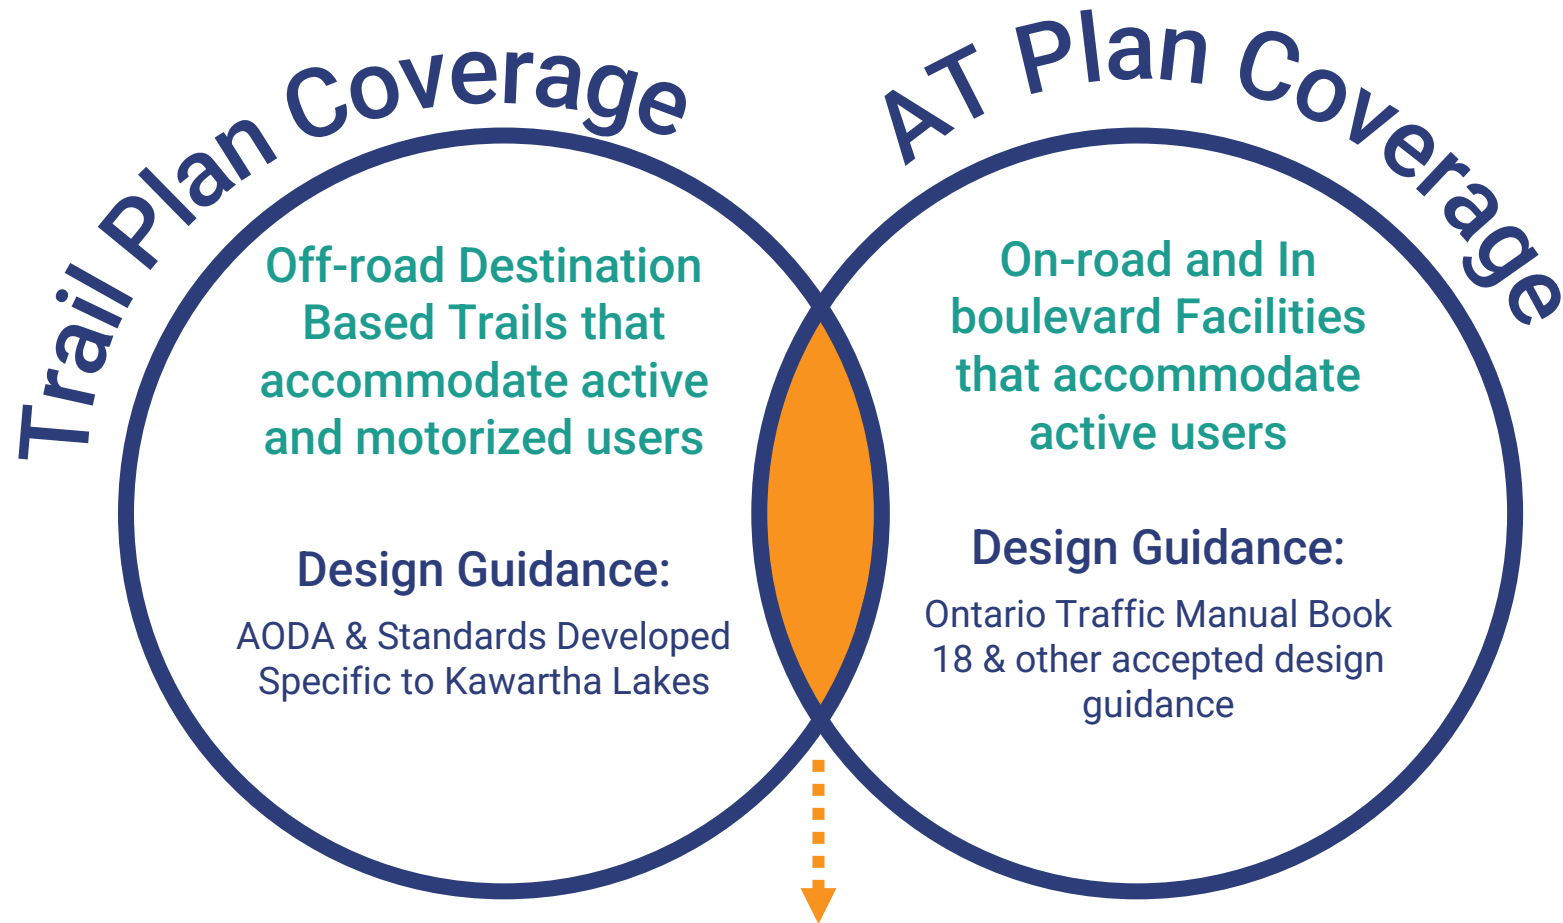 Trail Plan Coverage
Off-road Destination
Based Trails that
accommodate active
and motorized users
Design Guidance:
AODA & Standards Developed
Specific to Kawartha Lakes
AT Plan Coverage
On-road and In
boulevard Facilities
that accommodate
active users
Design Guidance:
Ontario Traffic Manual Book
18 & other accepted design
guidance